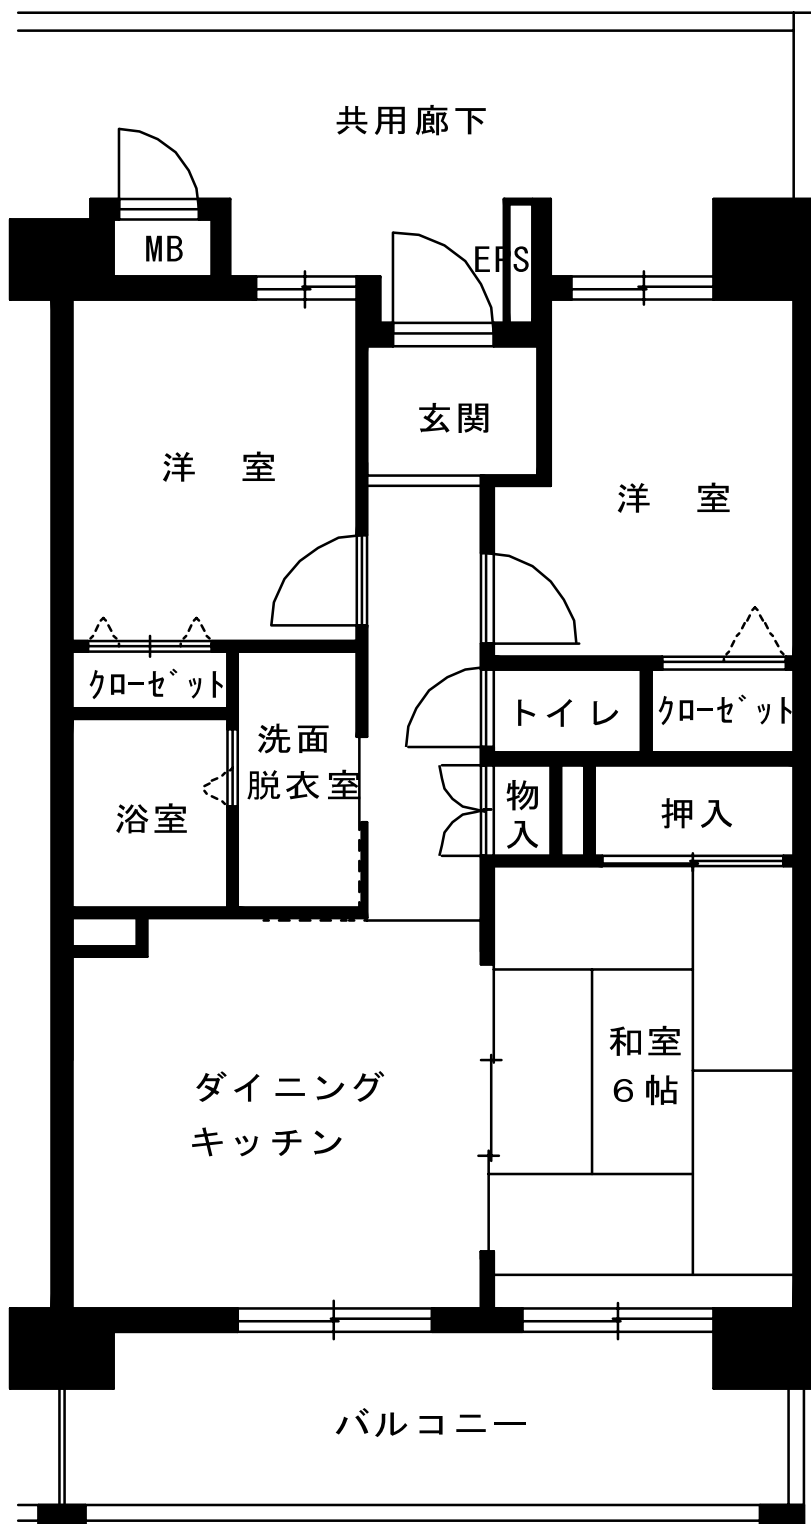 共用廊下
MB
EPS
玄関
洋　室
洋　室
ｸﾛｰｾﾞｯﾄ
トイレ
ｸﾛｰｾﾞｯﾄ
洗面
脱衣室
浴室
物
入
押入
和室
６帖
ダイニング
キッチン
バルコニー